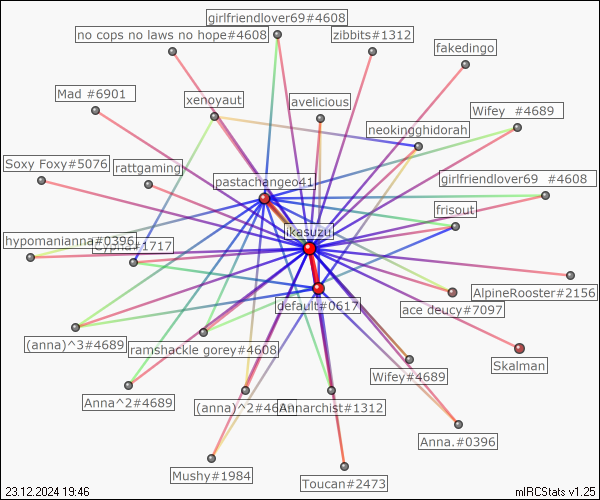 girlfriendlover69#4608
no cops no laws no hope#4608
zibbits#1312
fakedingo
Mad #6901
xenoyaut
avelicious
Wifey #4689
neokingghidorah
Soxy Foxy#5076
rattgaming
pastachangeo41
girlfriendlover69 #4608
frisout
likasuzu
hypomanianna#0396
#1717
AlpineRooster#2156
default#0617
ace deucy#7097
(anna)^3#4689
ramshackle gorey#4608
Skalman
Wifey#4689
Anna^2#4689
(anna)^2#4689
Annarchist#1312
Anna.#0396
Mushy#1984
Toucan#2473
23.12.2024 19:46
mIRCStats v1.25